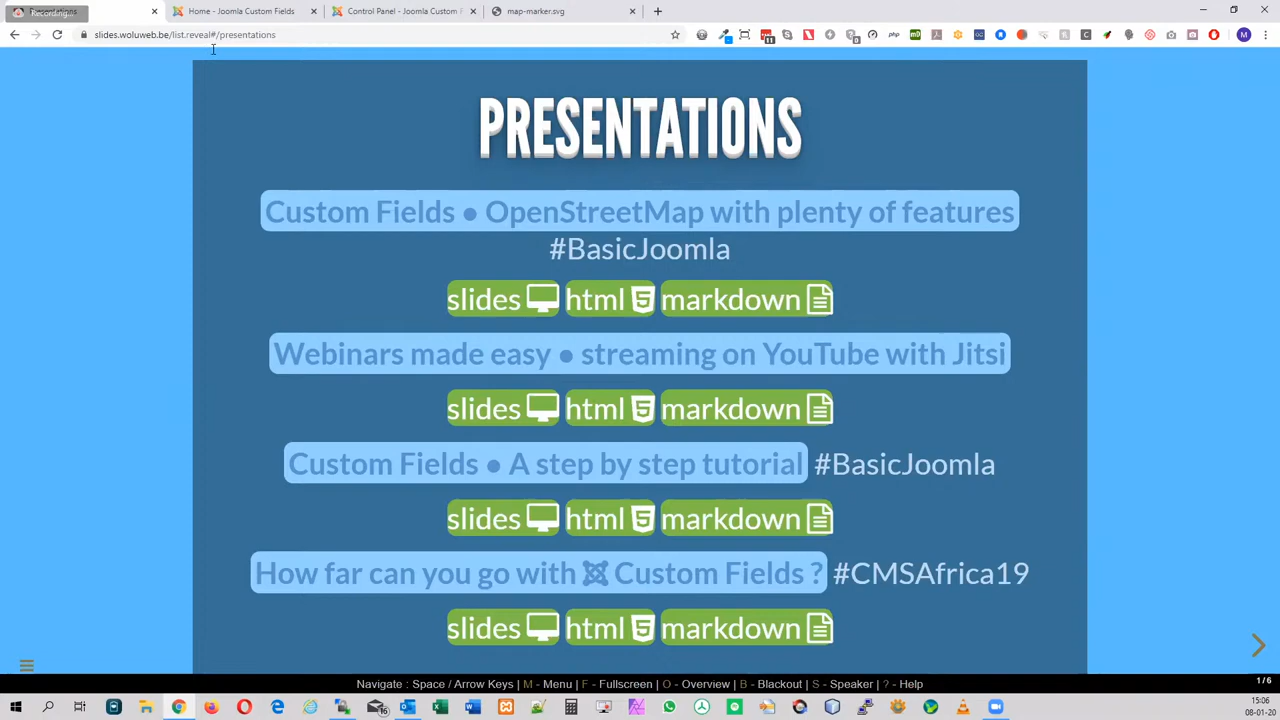 Presentations
Recording...
Home - Joomla Custom Fields
Control Panel - Joomla Custom F
map-marker.svg
slides.woluweb.be/list.reveal#/presentations
PRESENTATIONS
Custom Fields ● OpenStreetMap with plenty of features
#BasicJoomla
slides html markdown
Webinars made easy ● streaming on YouTube with Jitsi
slides html markdown
Custom Fields ● A step by step tutorial #BasicJoomla
slides html markdown
How far can you go with Custom Fields ? #CMSAfrica19
slides html markdown
Navigate : Space / Arrow Keys | M - Menu | F - Fullscreen | O - Overview | B - Blackout | S - Speaker | ? - Help
1 / 6
15:06
08-01-20